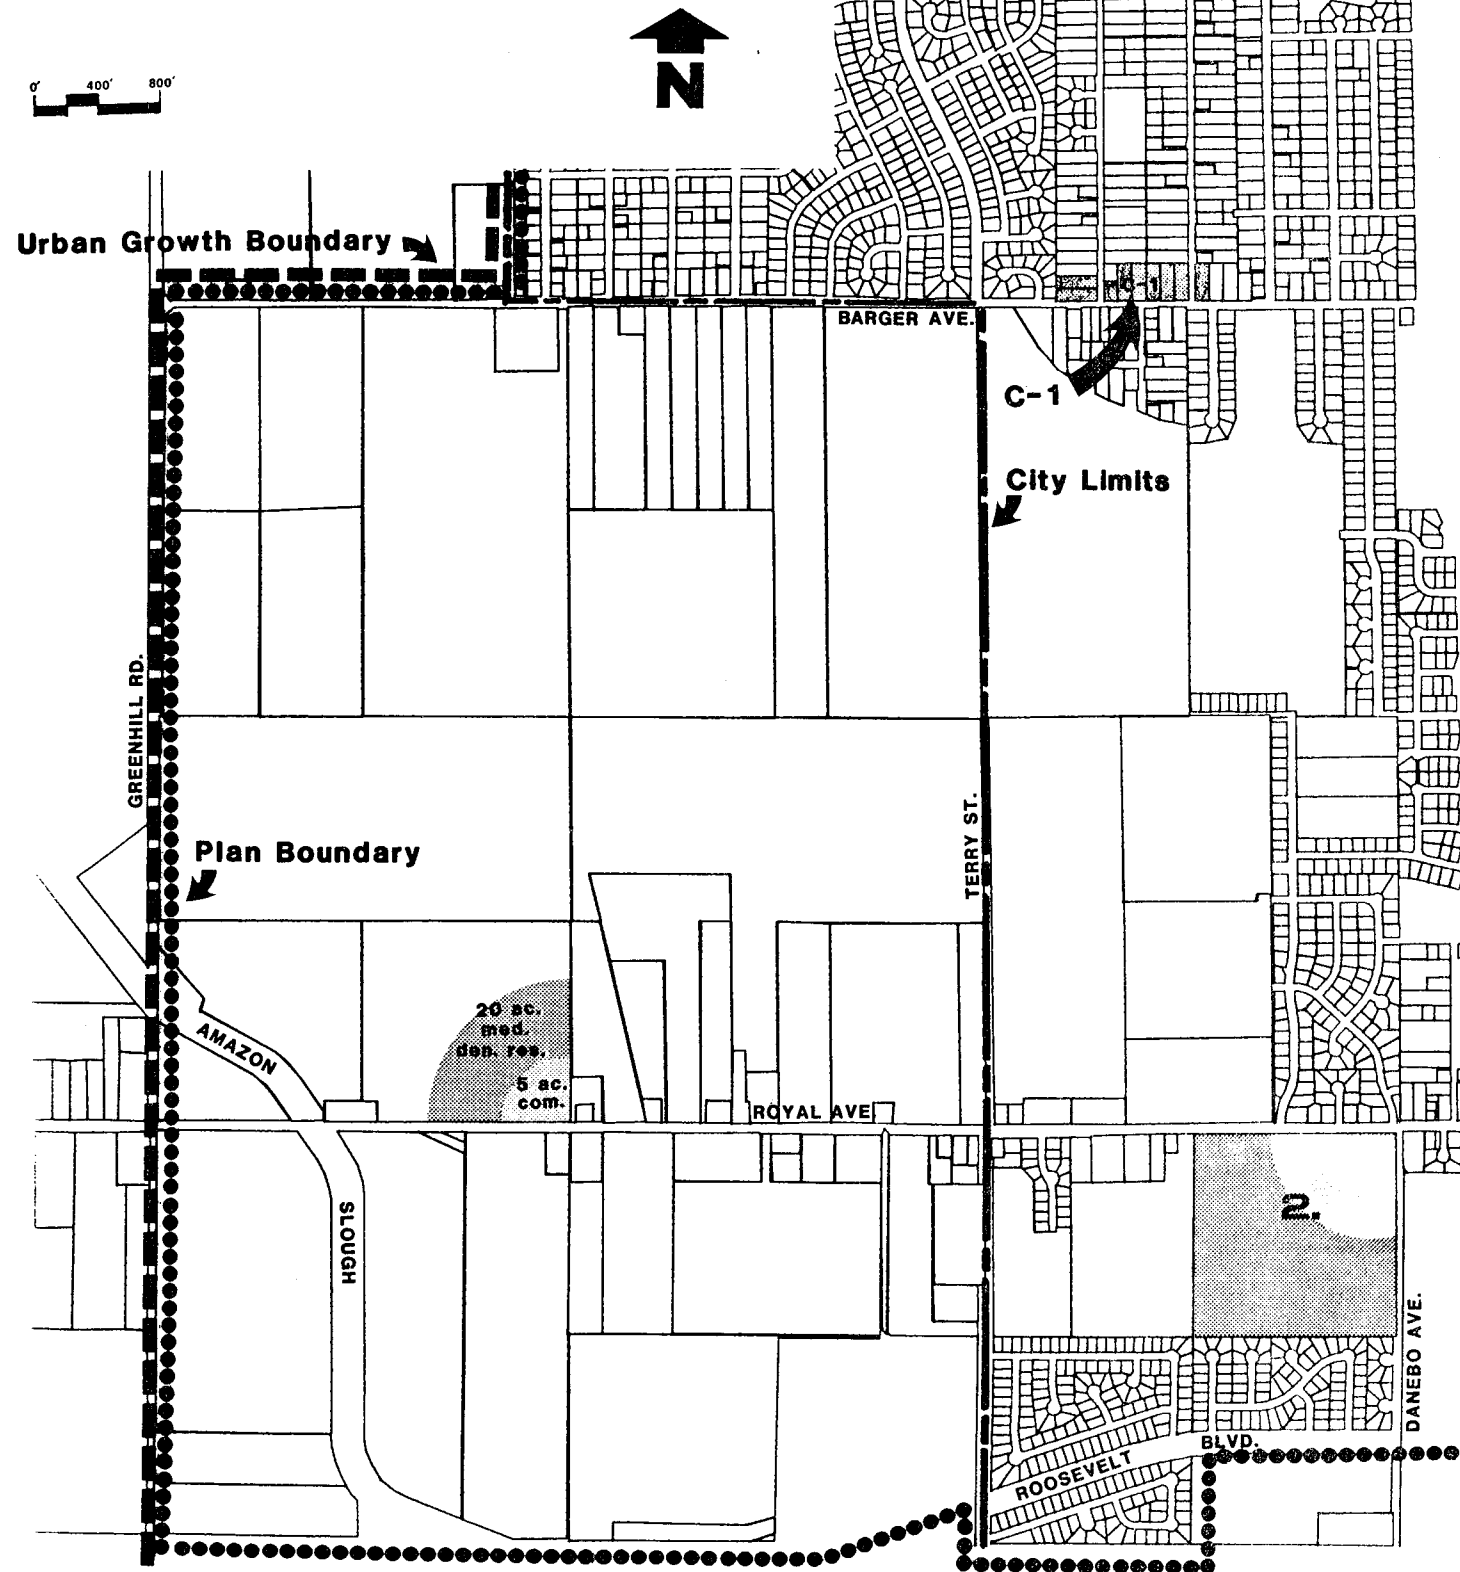 N
0' 400' 800'
Urban Growth Boundary
BARGER AVE.
C-1
C-1
City Limits
GREENHILL RD.
TERRY ST.
Plan Boundary
20 ac.
med.
den. res.
5 ac.
com.
AMAZON
ROYAL AVE.
SLOUGH
2.
DANEBO AVE.
BLVD.
ROOSEVELT